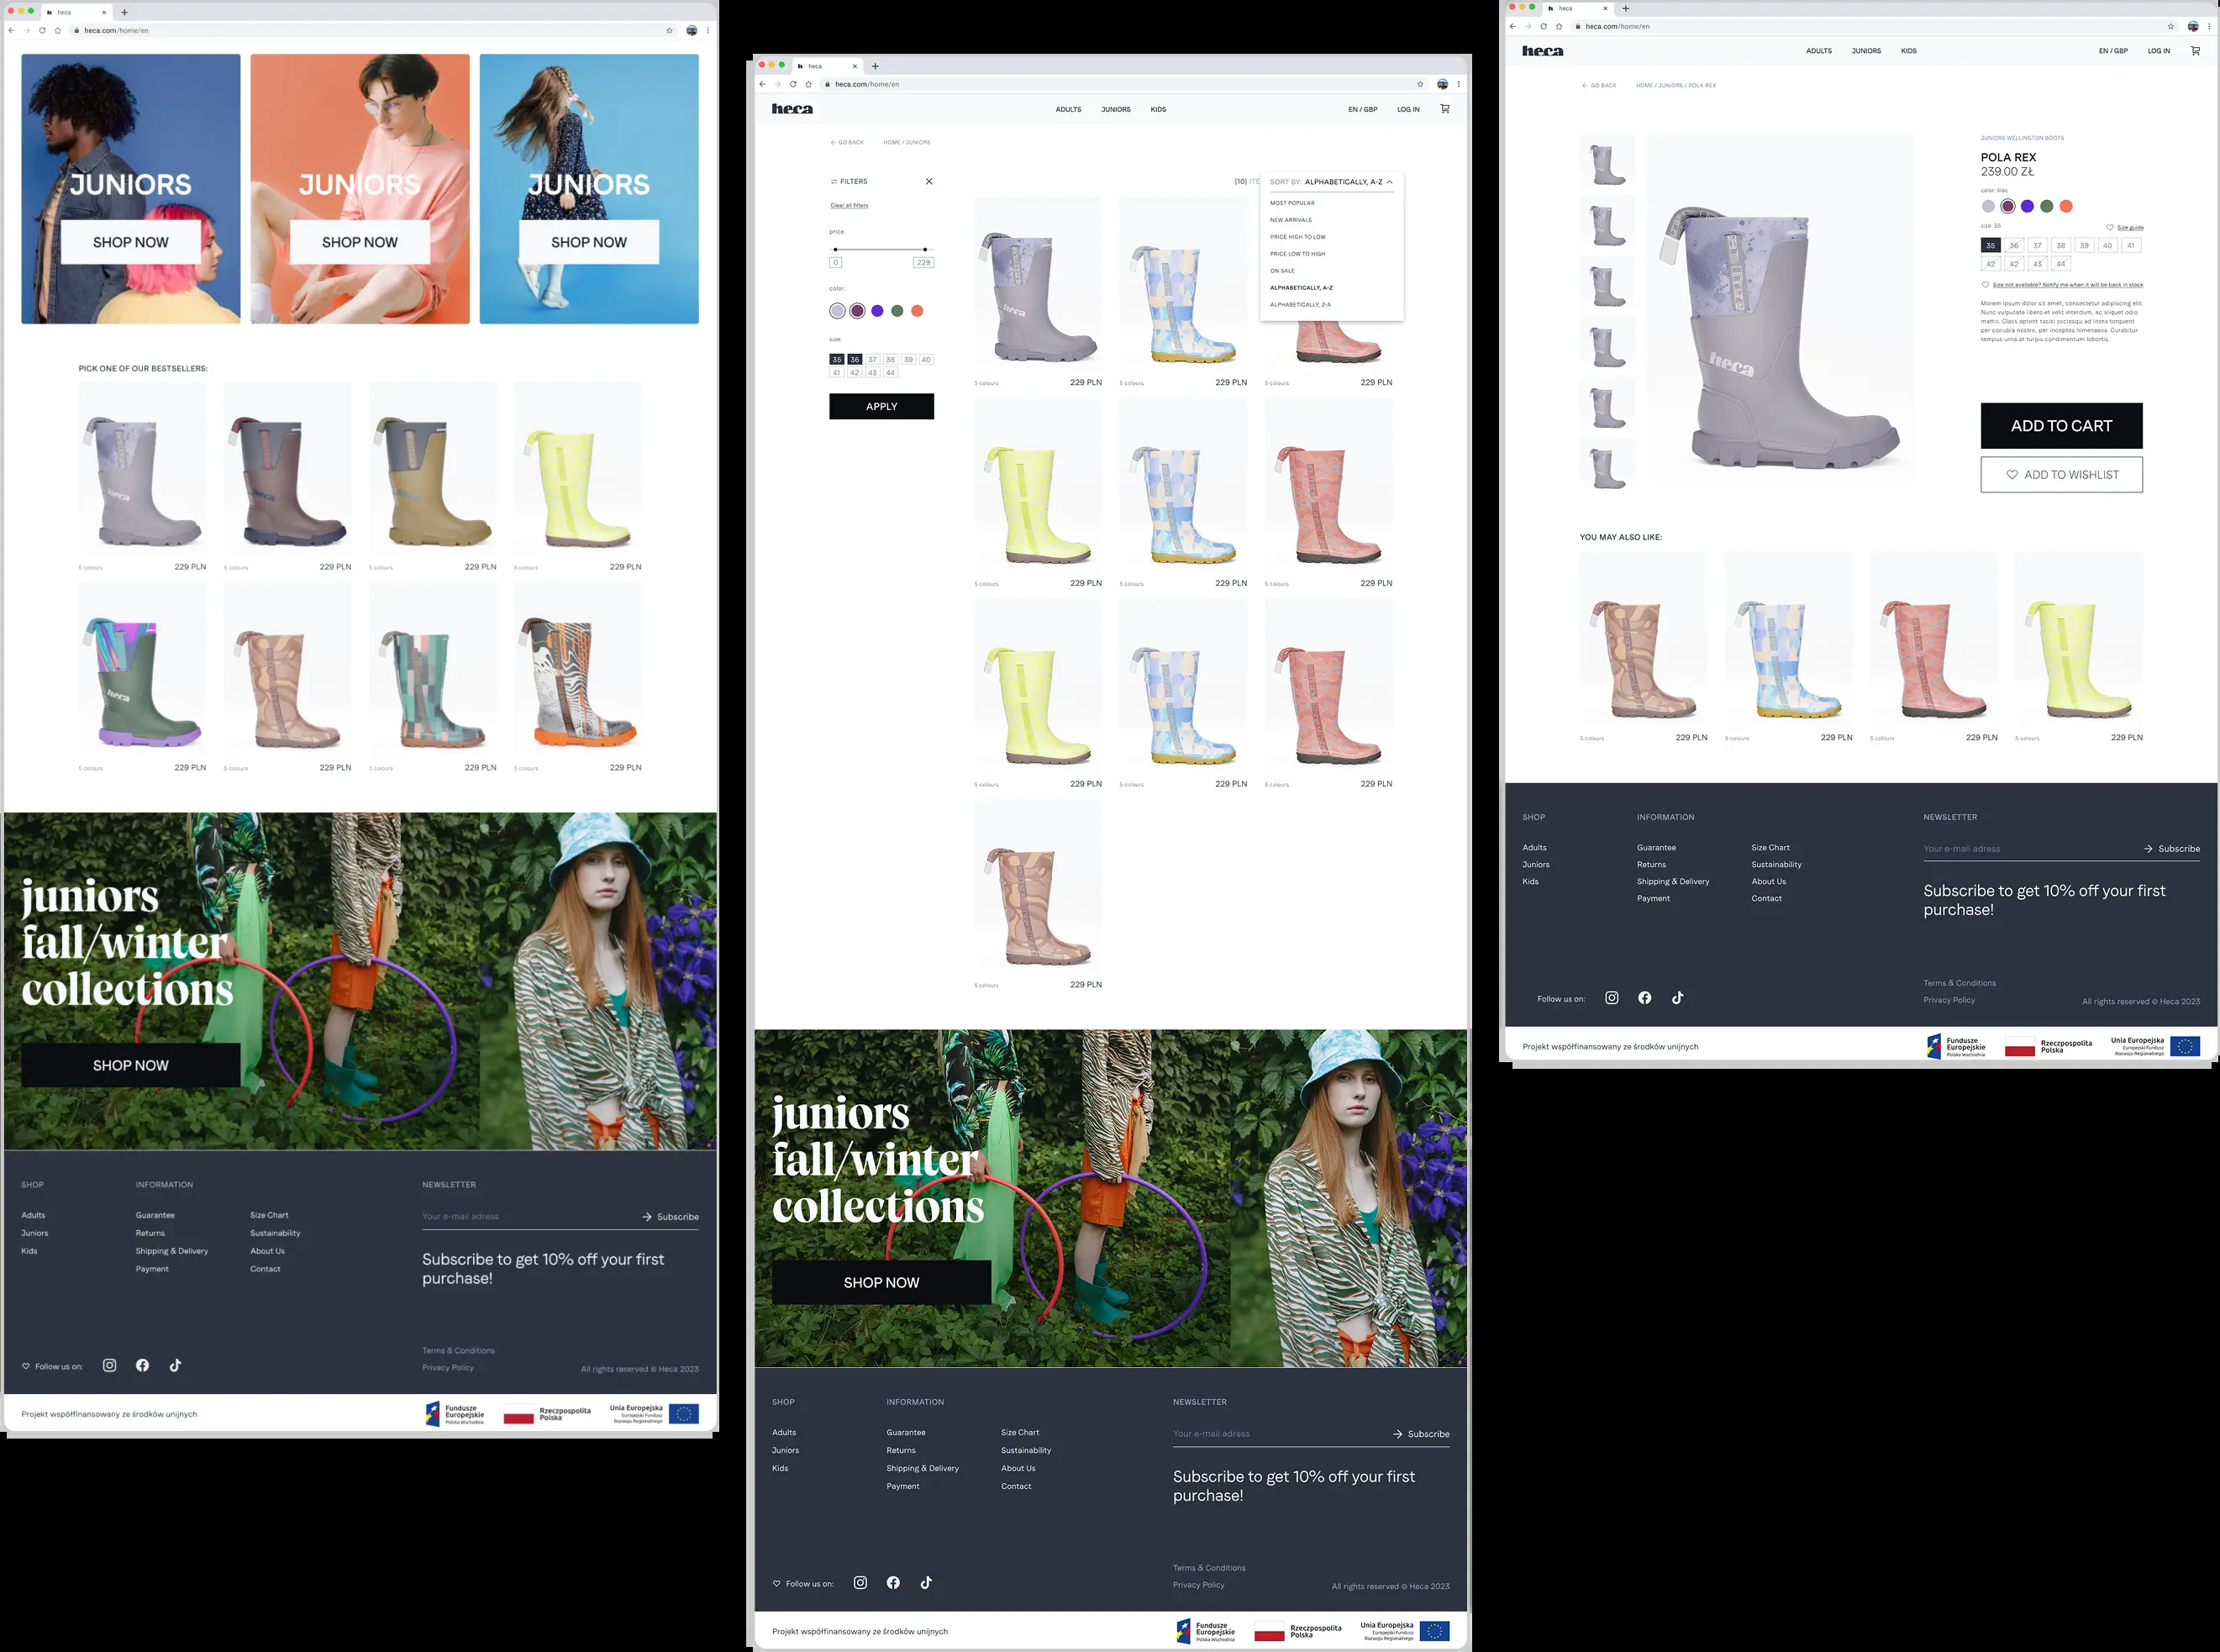 heca
heca.com/home/en
JUNIORS
SHOP NOW
JUNIORS
SHOP NOW
JUNIORS
SHOP NOW
PICK ONE OF OUR BESTSELLERS:
heca
heca
heca
5 colours 229 PLN
5 colours 229 PLN
5 colours 229 PLN
5 colours 229 PLN
heca
5 colours 229 PLN
5 colours 229 PLN
5 colours 229 PLN
5 colours 229 PLN
juniors
fall/winter
collections
SHOP NOW
SHOP
INFORMATION
NEWSLETTER
Adults
Guarantee
Size Chart
Your e-mail adress
Subscribe
Juniors
Returns
Sustainability
Kids
Shipping & Delivery
About Us
Subscribe to get 10% off your first
purchase!
Payment
Contact
Terms & Conditions
Follow us on:
Privacy Policy
All rights reserved © Heca 2023
Projekt współfinansowany ze środków unijnych
Fundusze
Europejskie
Polska Wschodnia
Rzeczpospolita
Polska
Unia Europejska
Europejski Fundusz
Rozwoju Regionalnego
heca
heca.com/home/en
heca
ADULTS
JUNIORS
KIDS
EN / GBP
LOG IN
GO BACK
HOME / JUNIORS
FILTERS
Clear all filters
price:
0
229
color:
size:
35 36 37 38 39 40
41 42 43 44
APPLY
[10] ITE
SORT BY: ALPHABETICALLY, A-Z
MOST POPULAR
NEW ARRIVALS
PRICE HIGH TO LOW
PRICE LOW TO HIGH
ON SALE
ALPHABETICALLY, A-Z
ALPHABETICALLY, Z-A
heca
5 colours 229 PLN
5 colours 229 PLN
5 colours 229 PLN
5 colours 229 PLN
5 colours 229 PLN
5 colours 229 PLN
5 colours 229 PLN
5 colours 229 PLN
5 colours 229 PLN
5 colours 229 PLN
juniors
fall/winter
collections
SHOP NOW
SHOP
INFORMATION
NEWSLETTER
Adults
Guarantee
Size Chart
Your e-mail adress
Subscribe
Juniors
Returns
Sustainability
Kids
Shipping & Delivery
About Us
Subscribe to get 10% off your first
purchase!
Payment
Contact
Terms & Conditions
Follow us on:
Privacy Policy
All rights reserved © Heca 2023
Projekt współfinansowany ze środków unijnych
Fundusze
Europejskie
Polska Wschodnia
Rzeczpospolita
Polska
Unia Europejska
Europejski Fundusz
Rozwoju Regionalnego
heca
heca.com/home/en
heca
ADULTS
JUNIORS
KIDS
EN / GBP
LOG IN
GO BACK
HOME / JUNIORS / POLA REX
heca
JUNIORS WELLINGTON BOOTS
POLA REX
239.00 ZŁ
color: lilac
size: 35
Size guide
35 36 37 38 39 40 41
42 42 43 44
Size not available? Notify me when it will be back in stock
Morem ipsum dolor sit amet, consectetur adipiscing elit.
Nunc vulputate libero et velit interdum, ac aliquet odio
mattis. Class aptent taciti sociosqu ad litora torquent
per conubia nostra, per inceptos himenaeos. Curabitur
tempus urna at turpis condimentum lobortis.
ADD TO CART
ADD TO WISHLIST
YOU MAY ALSO LIKE:
5 colours 229 PLN
5 colours 229 PLN
5 colours 229 PLN
5 colours 229 PLN
SHOP
INFORMATION
NEWSLETTER
Adults
Guarantee
Size Chart
Your e-mail adress
Subscribe
Juniors
Returns
Sustainability
Kids
Shipping & Delivery
About Us
Subscribe to get 10% off your first
purchase!
Payment
Contact
Terms & Conditions
Follow us on:
Privacy Policy
All rights reserved © Heca 2023
Projekt współfinansowany ze środków unijnych
Fundusze
Europejskie
Polska Wschodnia
Rzeczpospolita
Polska
Unia Europejska
Europejski Fundusz
Rozwoju Regionalnego